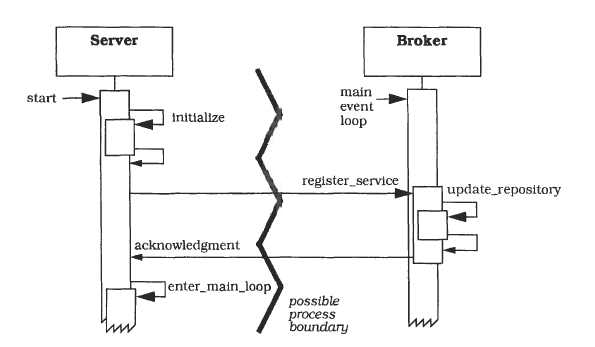 Server
Broker
start
main
event
loop
initialize
register_service
update_repository
acknowledgment
enter_main_loop
possible
process
boundary